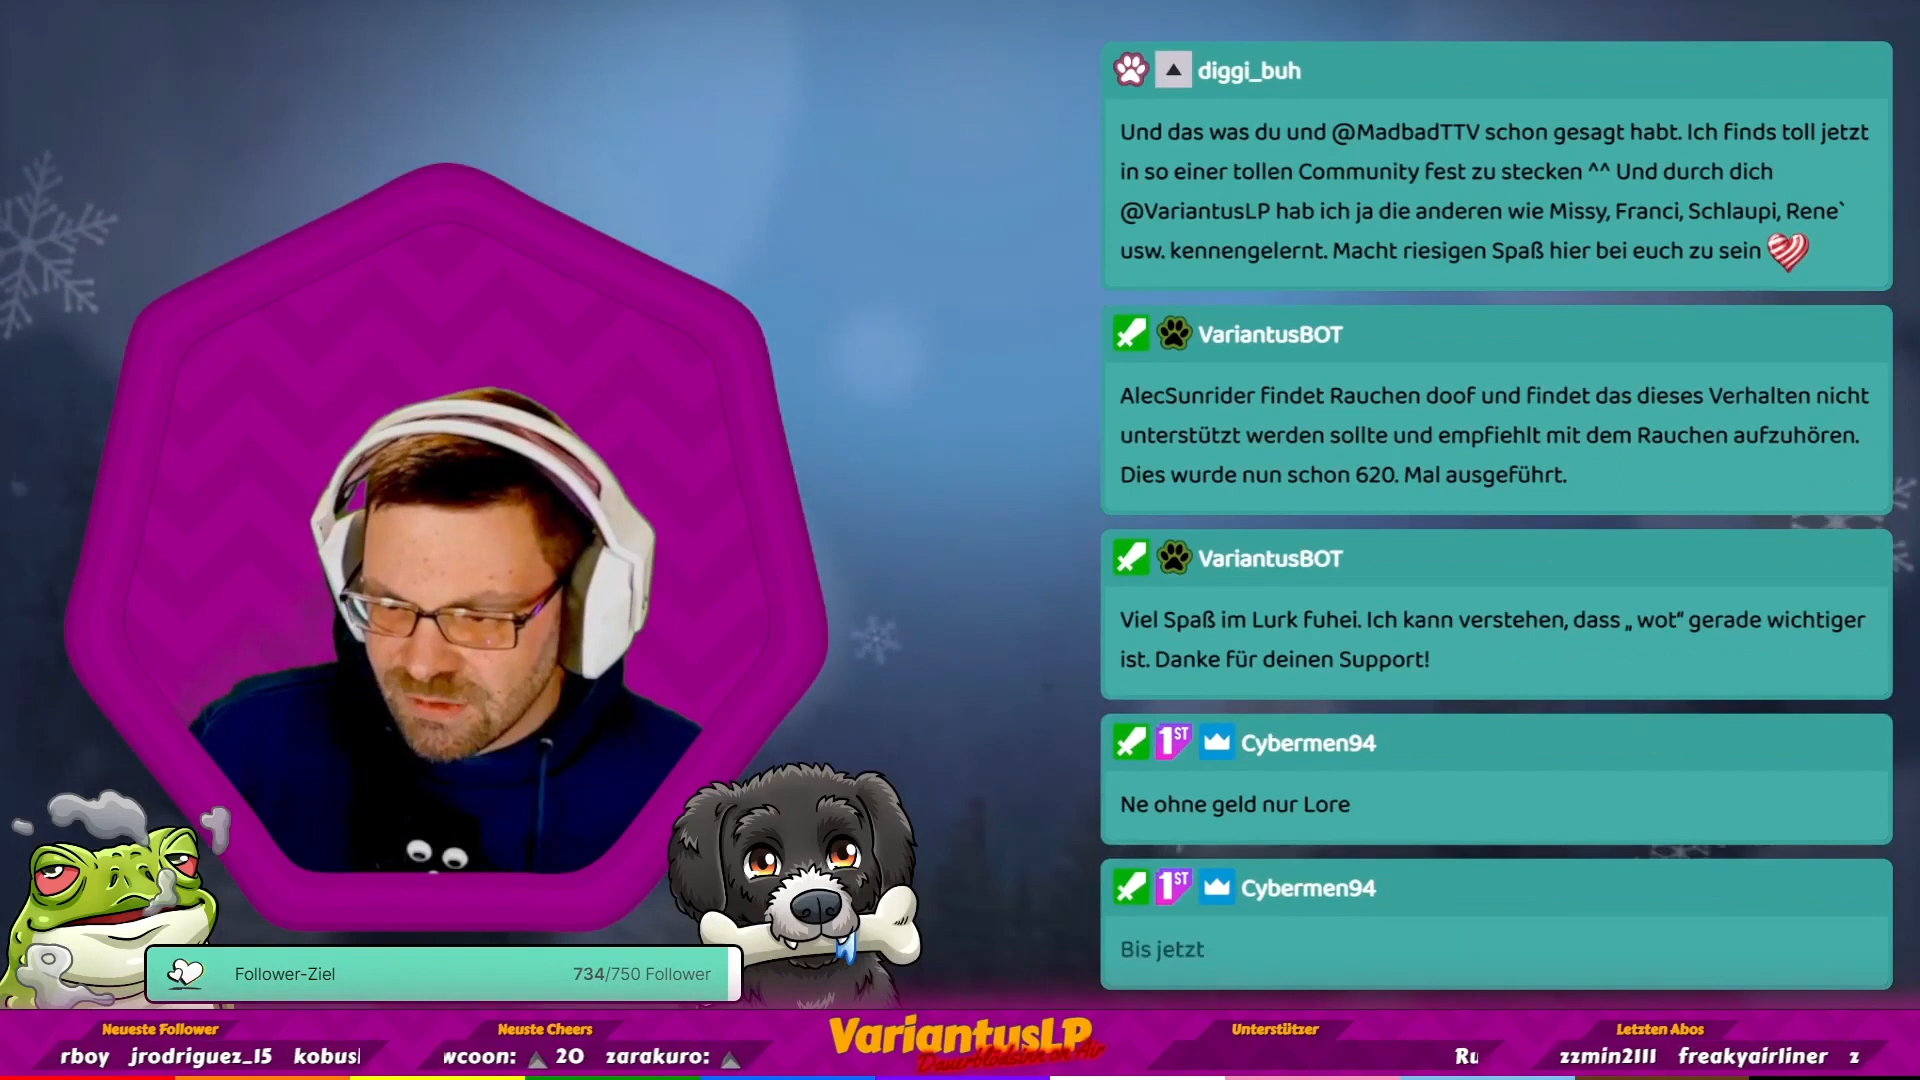 diggi_buh
Und das was du und @MadbadTTV schon gesagt habt. Ich finds toll jetzt
in so einer tollen Community fest zu stecken ^^ Und durch dich
@VariantusLP hab ich ja die anderen wie Missy, Franci, Schlaupi, Rene`
usw. kennengelernt. Macht riesigen Spaß hier bei euch zu sein
VariantusBOT
AlecSunrider findet Rauchen doof und findet das dieses Verhalten nicht
unterstützt werden sollte und empfiehlt mit dem Rauchen aufzuhören.
Dies wurde nun schon 620. Mal ausgeführt.
VariantusBOT
Viel Spaß im Lurk fuhei. Ich kann verstehen, dass „ wot“ gerade wichtiger
ist. Danke für deinen Support!
1ST Cybermen94
Ne ohne geld nur Lore
1ST Cybermen94
Bis jetzt
Follower-Ziel 734/750 Follower
Neueste Follower
rboy jrodriguez_15 kobus
Neuste Cheers
wcoon: 20 zarakuro:
VariantusLP
Dauerblödsinn on Air
Unterstützer
Ru
Letzten Abos
zzmin2111 freakyairliner z